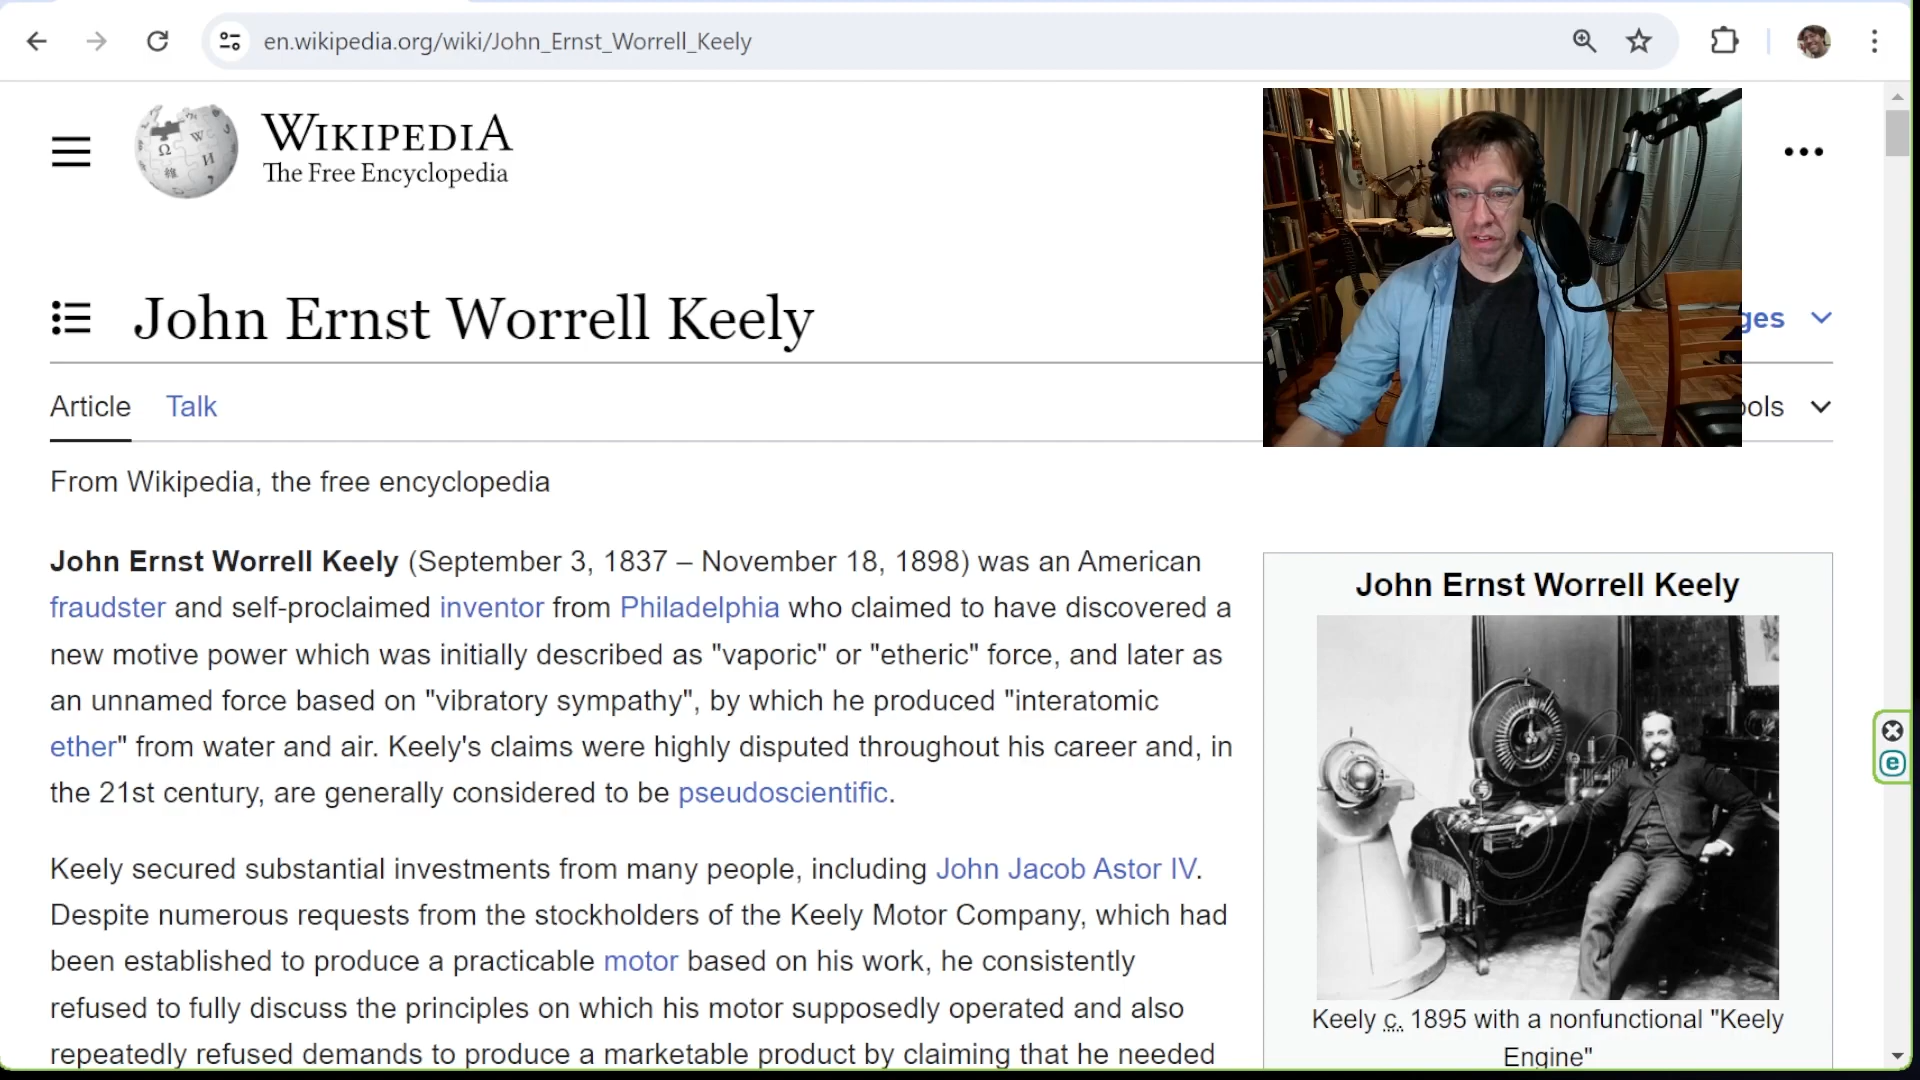 en.wikipedia.org/wiki/John_Ernst_Worrell_Keely
WIKIPEDIA
The Free Encyclopedia
John Ernst Worrell Keely
ges
Article Talk
ools
From Wikipedia, the free encyclopedia
John Ernst Worrell Keely (September 3, 1837 – November 18, 1898) was an American
fraudster and self-proclaimed inventor from Philadelphia who claimed to have discovered a
new motive power which was initially described as "vaporic" or "etheric" force, and later as
an unnamed force based on "vibratory sympathy", by which he produced "interatomic
ether" from water and air. Keely's claims were highly disputed throughout his career and, in
the 21st century, are generally considered to be pseudoscientific.
Keely secured substantial investments from many people, including John Jacob Astor IV.
Despite numerous requests from the stockholders of the Keely Motor Company, which had
been established to produce a practicable motor based on his work, he consistently
refused to fully discuss the principles on which his motor supposedly operated and also
repeatedly refused demands to produce a marketable product by claiming that he needed
John Ernst Worrell Keely
Keely c. 1895 with a nonfunctional "Keely
Engine"